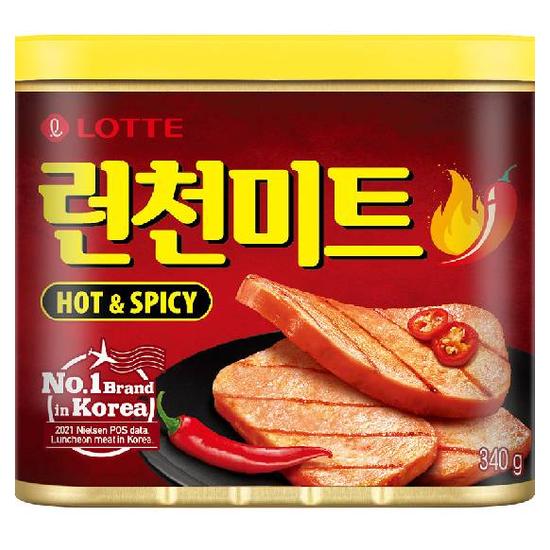 LOTTE
런천미트
HOT & SPICY
No.1 Brand
(in Korea)
2021 Nielsen POS data.
Luncheon meat in Korea.
340 g